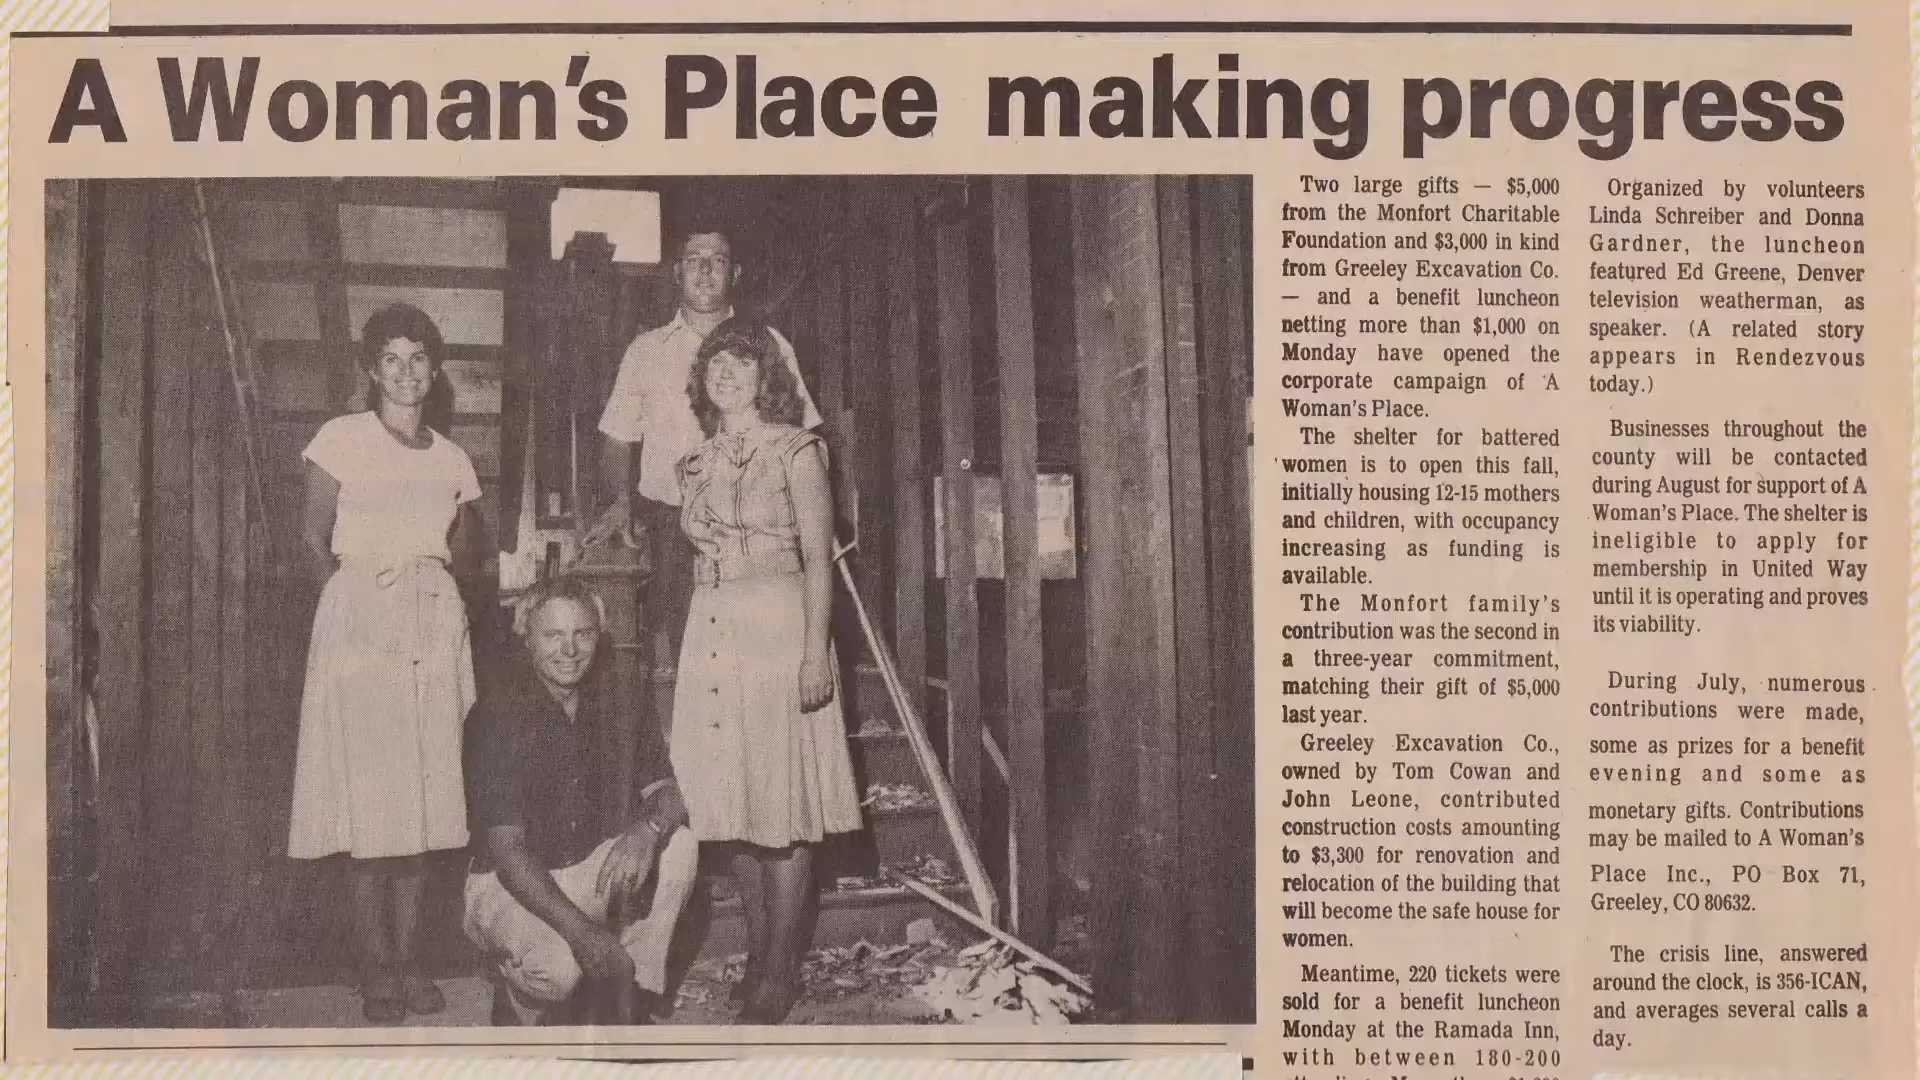 A Woman's Place making progress
Two large gifts — $5,000
from the Monfort Charitable
Foundation and $3,000 in kind
from Greeley Excavation Co.
— and a benefit luncheon
netting more than $1,000 on
Monday have opened the
corporate campaign of A
Woman's Place.
The shelter for battered
women is to open this fall,
initially housing 12-15 mothers
and children, with occupancy
increasing as funding is
available.
The Monfort family's
contribution was the second in
a three-year commitment,
matching their gift of $5,000
last year.
Greeley Excavation Co.,
owned by Tom Cowan and
John Leone, contributed
construction costs amounting
to $3,300 for renovation and
relocation of the building that
will become the safe house for
women.
Meantime, 220 tickets were
sold for a benefit luncheon
Monday at the Ramada Inn,
with between 180-200
Organized by volunteers
Linda Schreiber and Donna
Gardner, the luncheon
featured Ed Greene, Denver
television weatherman, as
speaker. (A related story
appears in Rendezvous
today.)
Businesses throughout the
county will be contacted
during August for support of A
Woman's Place. The shelter is
ineligible to apply for
membership in United Way
until it is operating and proves
its viability.
During July, numerous
contributions were made,
some as prizes for a benefit
evening and some as
monetary gifts. Contributions
may be mailed to A Woman's
Place Inc., PO Box 71,
Greeley, CO 80632.
The crisis line, answered
around the clock, is 356-ICAN,
and averages several calls a
day.